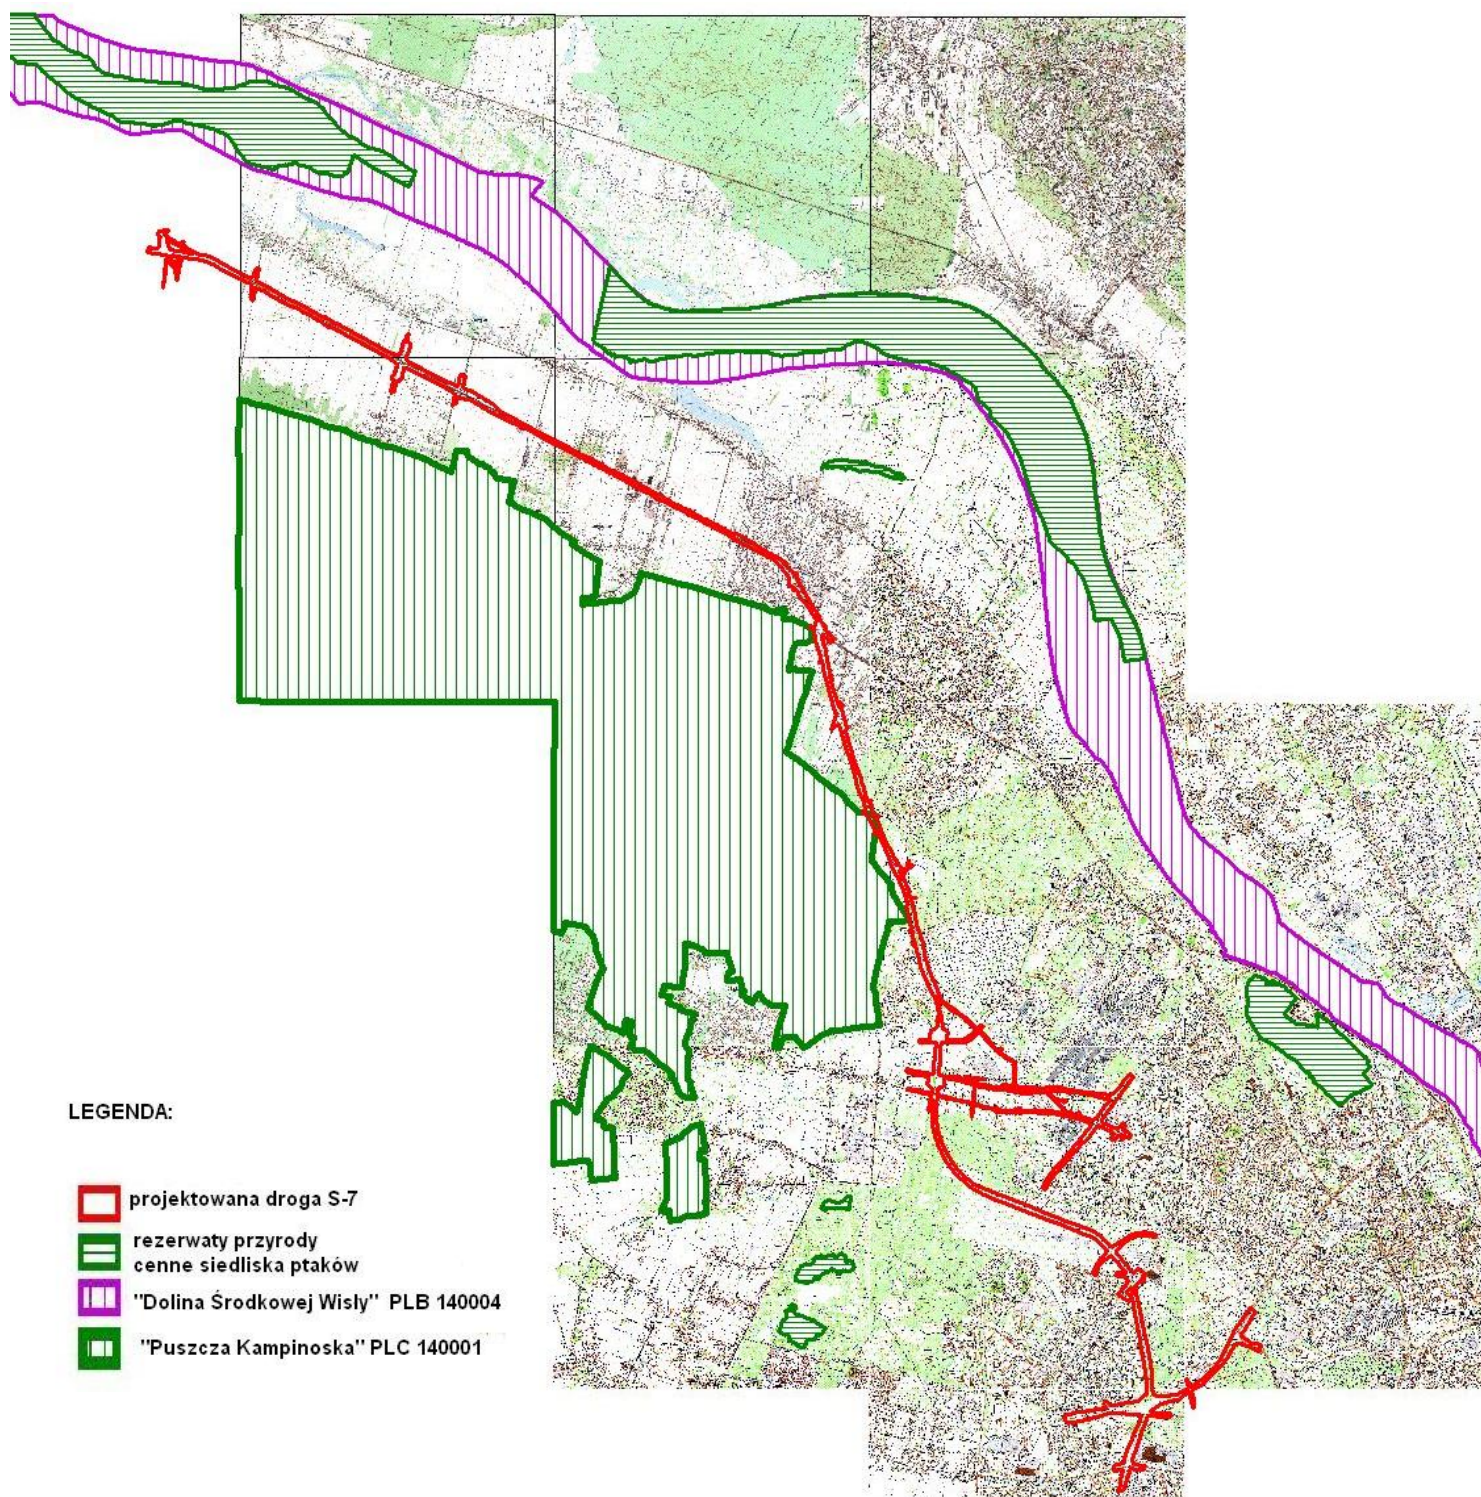 LEGENDA:
projektowana droga S-7
rezerwaty przyrody
cenne siedliska ptaków
"Dolina Środkowej Wisły" PLB 140004
"Puszcza Kampinoska" PLC 140001